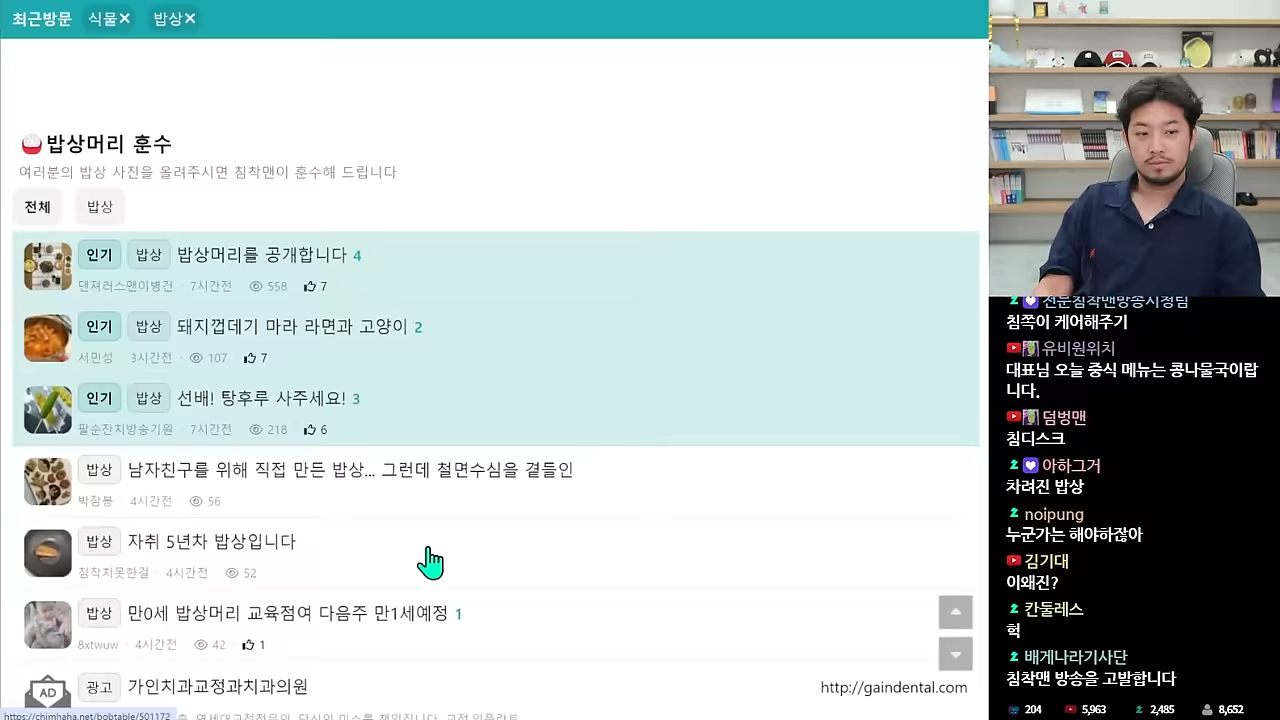 최근방문 식물✕ 밥상✕
밥상머리 훈수
여러분의 밥상 사진을 올려주시면 침착맨이 훈수해 드립니다
전체 밥상
인기 밥상 밥상머리를 공개합니다 4
댄져러스맨이병건 · 7시간전 · 558 7
인기 밥상 돼지껍데기 마라 라면과 고양이 2
서민성 · 3시간전 · 107 7
인기 밥상 선배! 탕후루 사주세요! 3
팔순잔치방송기원 · 7시간전 · 218 6
밥상 남자친구를 위해 직접 만든 밥상... 그런데 철면수심을 곁들인
박잠봉 · 4시간전 · 56
밥상 자취 5년차 밥상입니다
침착치못한걸 · 4시간전 · 52
밥상 만0세 밥상머리 교육점여 다음주 만1세예정 1
8xtwuw · 4시간전 · 42 1
AD 광고 가인치과교정과치과의원
http://gaindental.com
https://chimhaha.net/bobtable/501172
전문침착맨방송시청팀
침쪽이 케어해주기
유비원위치
대표님 오늘 중식 메뉴는 콩나물국이랍
니다.
덤벙맨
침디스크
아하그거
차려진 밥상
noipung
누군가는 해야하잖아
김기대
이왜진?
칸둘레스
헉
배게나라기사단
침착맨 방송을 고발합니다
204 5,963 2,485 8,652